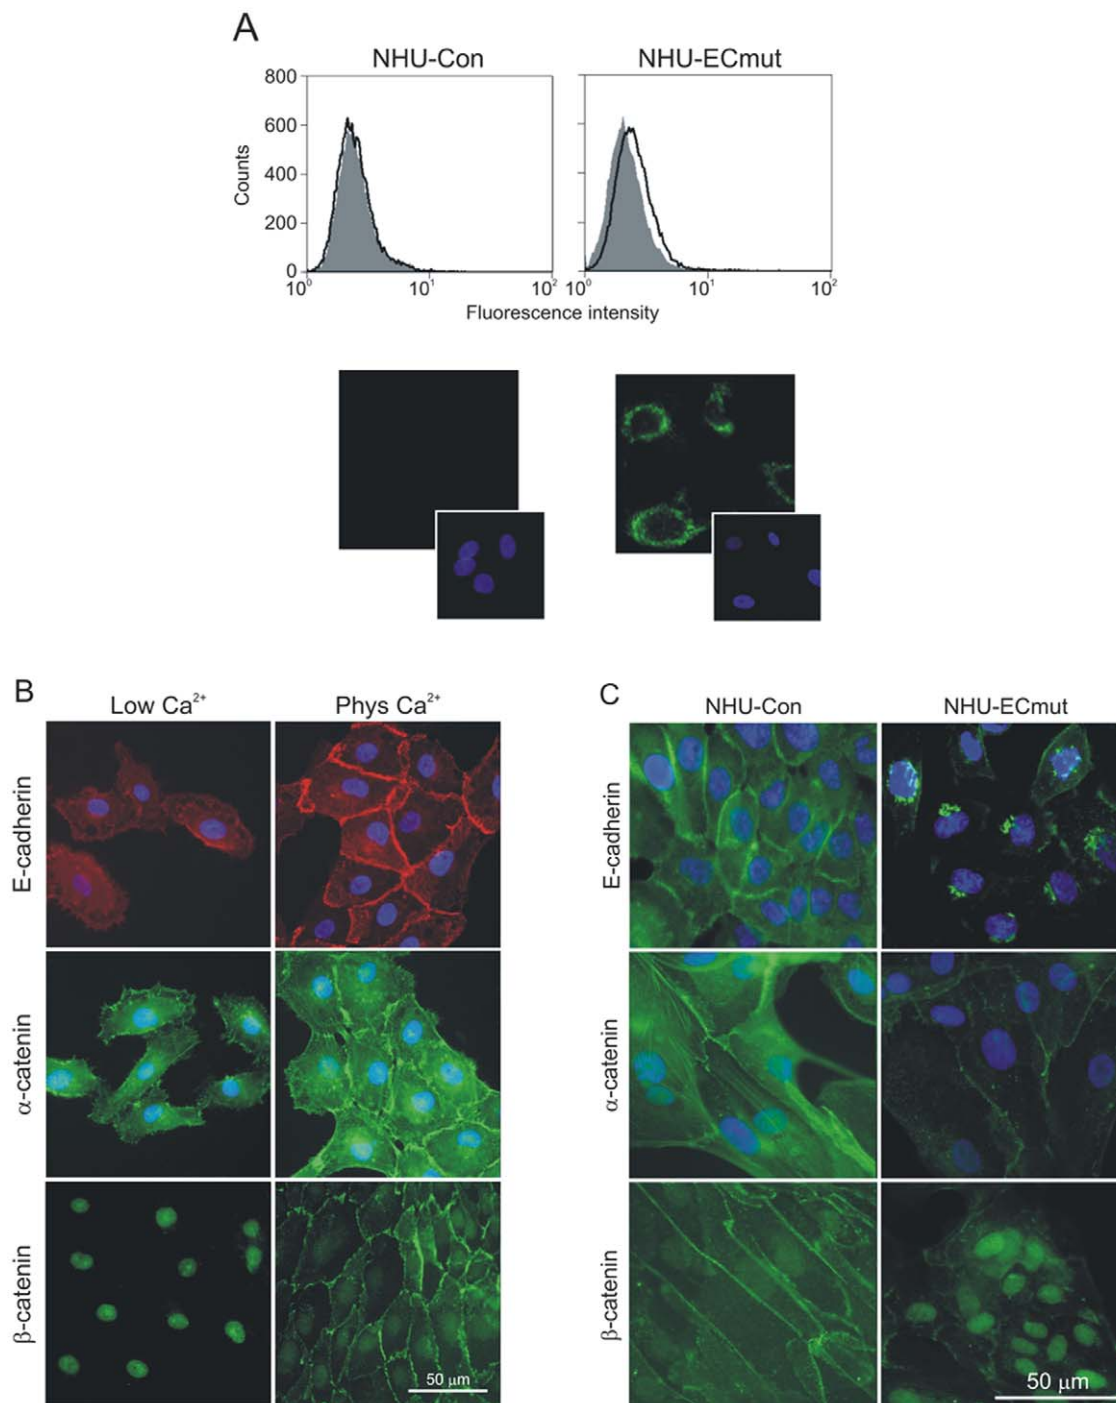 A
NHU-Con
NHU-ECmut
800
600
400
200
0
Counts
10⁰
10¹
10²
10⁰
10¹
10²
Fluorescence intensity
B
Low Ca²⁺
Phys Ca²⁺
E-cadherin
α-catenin
β-catenin
50 μm
C
NHU-Con
NHU-ECmut
E-cadherin
α-catenin
β-catenin
50 μm